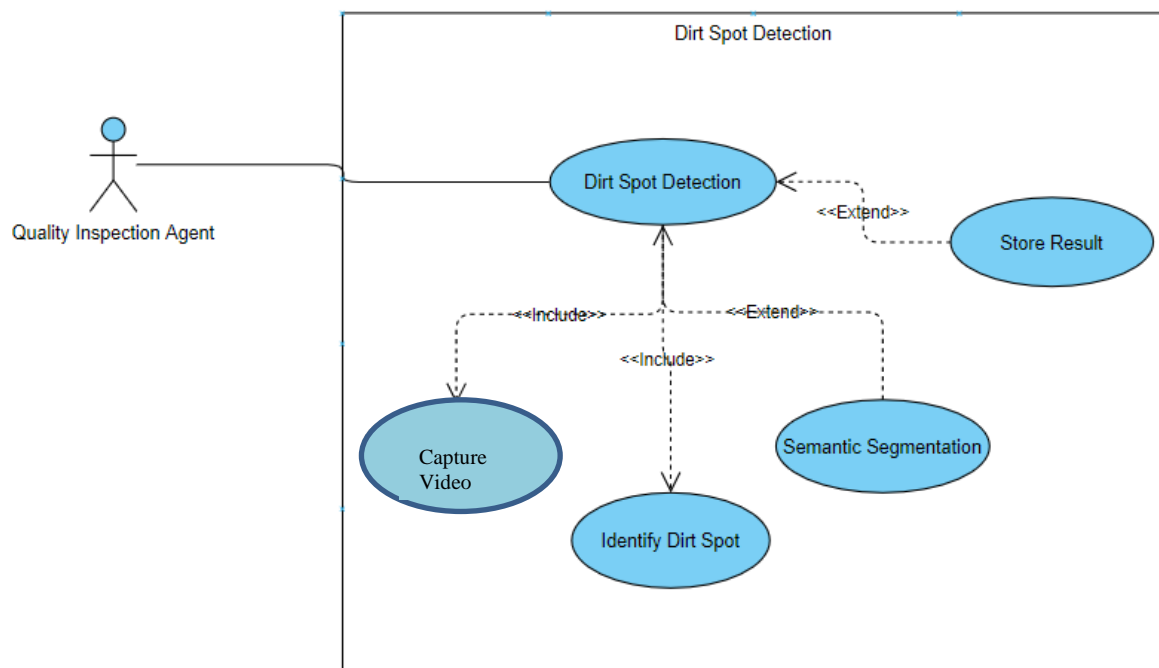 Dirt Spot Detection
Dirt Spot Detection
<<Extend>>
Quality Inspection Agent
Store Result
<<Include>>
<<Extend>>
<<Include>>
Capture
Video
Semantic Segmentation
Identify Dirt Spot